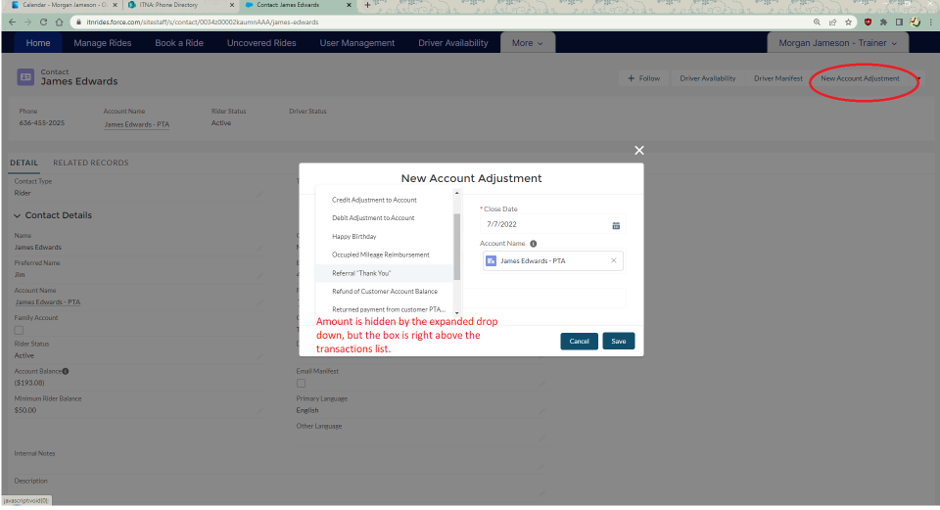 Calendar - Morgan Jameson - O
ITNA: Phone Directory
Contact: James Edwards
itnrides.force.com/sitestaff/s/contact/0034z00002kaumnAAA/james-edwards
Home Manage Rides Book a Ride Uncovered Rides User Management Driver Availability More Morgan Jameson - Trainer
Contact
James Edwards
+ Follow Driver Availability Driver Manifest New Account Adjustment
Phone Account Name Rider Status Driver Status
636-455-2025 James Edwards - PTA Active
DETAIL RELATED RECORDS
Contact Type
Rider
Contact Details
Name
James Edwards
Preferred Name
Jim
Account Name
James Edwards - PTA
Family Account
Rider Status
Active
Account Balance
($193.08)
Minimum Rider Balance
$50.00
Internal Notes
Description
Email Manifest
Primary Language
English
Other Language
New Account Adjustment
Credit Adjustment to Account
Debit Adjustment to Account
Happy Birthday
Occupied Mileage Reimbursement
Referral "Thank You"
Refund of Customer Account Balance
Returned payment from customer PTA...
*Close Date
7/7/2022
Account Name
James Edwards - PTA
Amount is hidden by the expanded drop
down, but the box is right above the
transactions list.
Cancel Save
javascript:void(0);